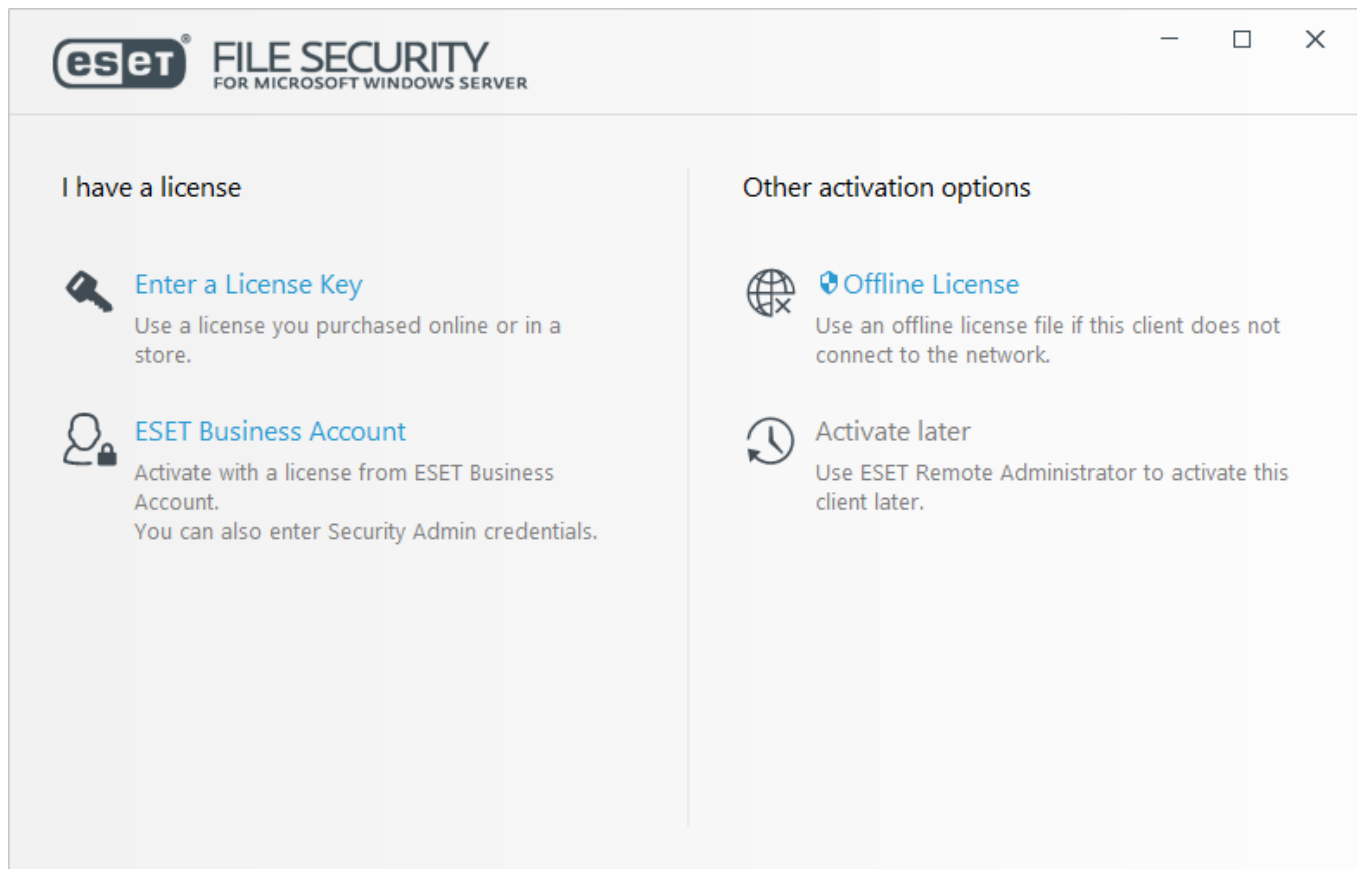 eset®
FILE SECURITY
FOR MICROSOFT WINDOWS SERVER
I have a license
Enter a License Key
Use a license you purchased online or in a
store.
ESET Business Account
Activate with a license from ESET Business
Account.
You can also enter Security Admin credentials.
Other activation options
Offline License
Use an offline license file if this client does not
connect to the network.
Activate later
Use ESET Remote Administrator to activate this
client later.